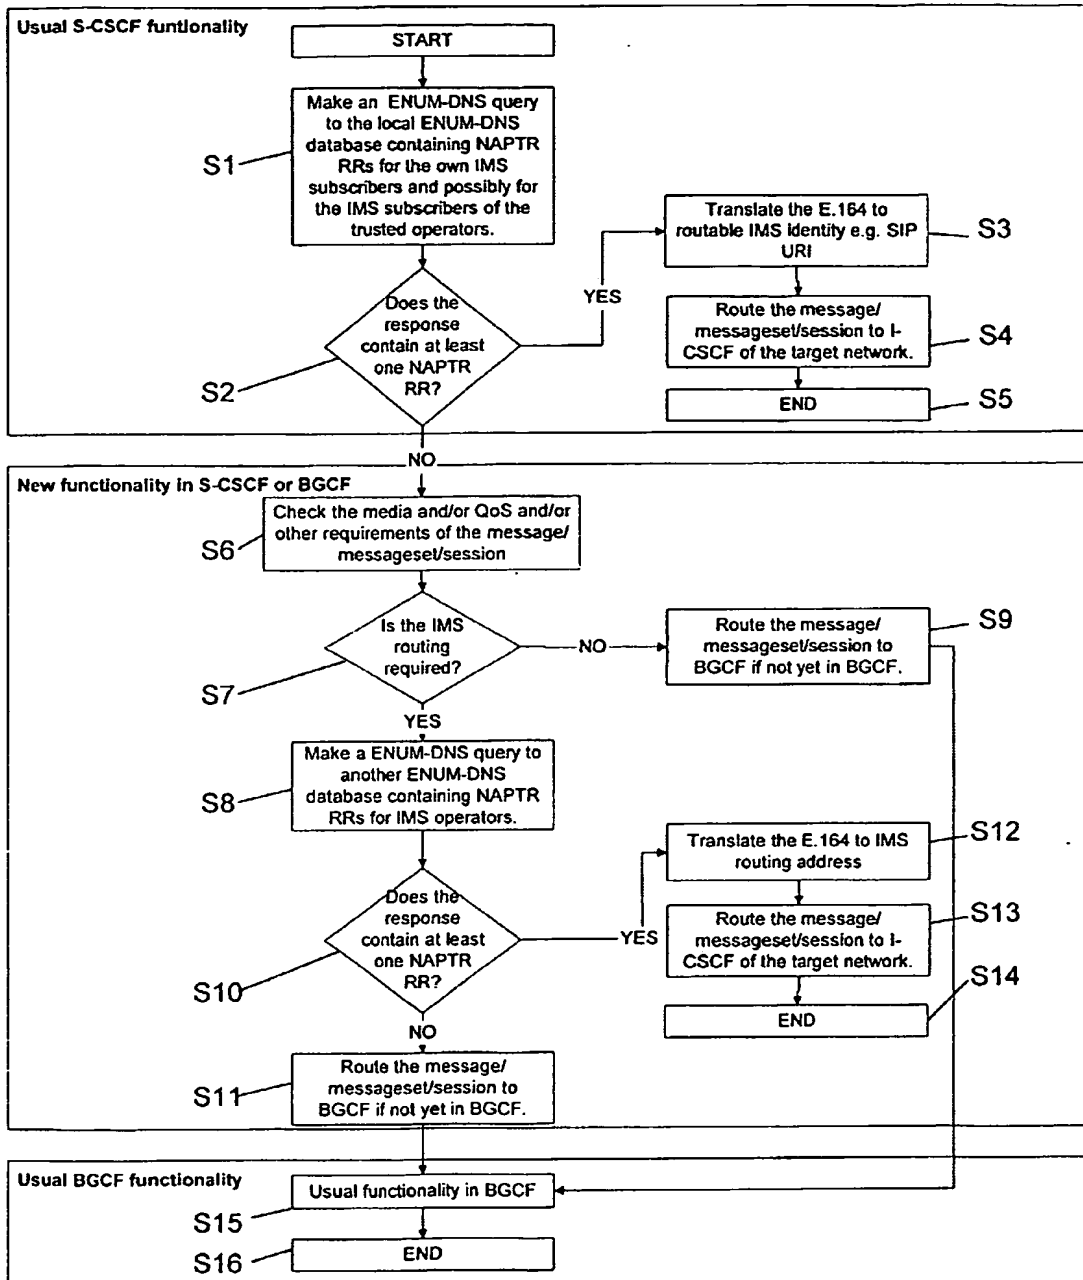 Usual S-CSCF funtionality
START
Make an ENUM-DNS query
to the local ENUM-DNS
database containing NAPTR
RRs for the own IMS
subscribers and possibly for
the IMS subscribers of the
trusted operators.
S1
Does the
response
contain at least
one NAPTR
RR?
S2
YES
Translate the E.164 to
routable IMS Identity e.g. SIP
URI
S3
Route the message/
messageset/session to I-
CSCF of the target network.
S4
END
S5
NO
New functionality in S-CSCF or BGCF
Check the media and/or QoS and/or
other requirements of the message/
messageset/session
S6
Is the IMS
routing
required?
S7
NO
Route the message/
messageset/session to
BGCF if not yet in BGCF.
S9
YES
Make a ENUM-DNS query to
another ENUM-DNS
database containing NAPTR
RRs for IMS operators.
S8
Does the
response
contain at least
one NAPTR
RR?
S10
YES
Translate the E.164 to IMS
routing address
S12
Route the message/
messageset/session to I-
CSCF of the target network.
S13
END
S14
NO
Route the message/
messageset/session to
BGCF if not yet in BGCF.
S11
Usual BGCF functionality
Usual functionality in BGCF
S15
END
S16